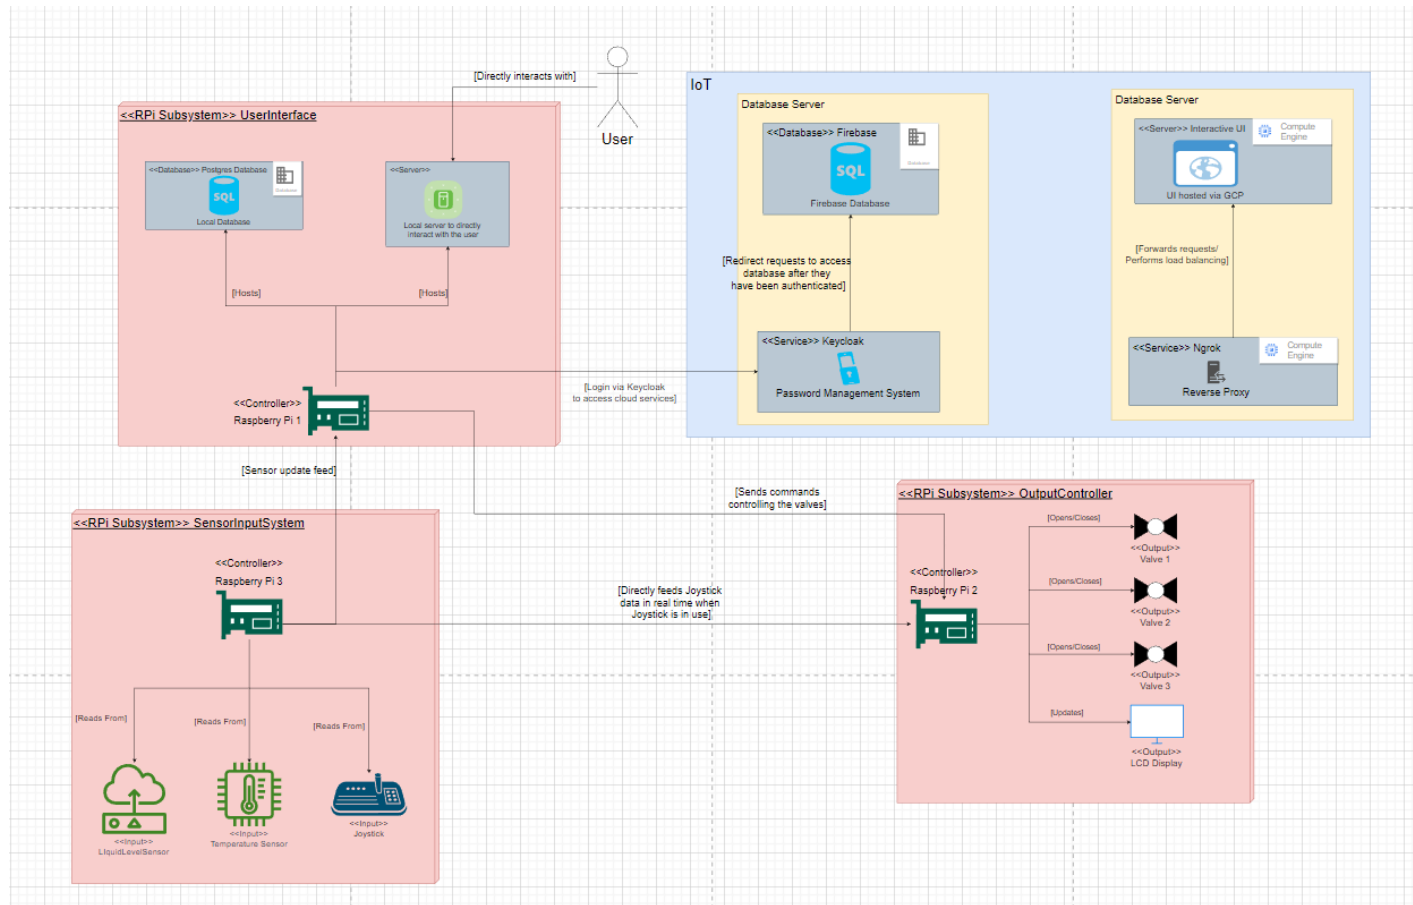 [Directly interacts with]
User
<<RPi Subsystem>> UserInterface
<<Database>> Postgres Database
Database
SQL
Local Database
<<Server>>
Local server to directly
interact with the user
[Hosts]
[Hosts]
<<Controller>>
Raspberry Pi 1
IoT
Database Server
<<Database>> Firebase
Database
SQL
Firebase Database
[Redirect requests to access
database after they
have been authenticated]
<<Service>> Keycloak
Password Management System
[Login via Keycloak
to access cloud services]
Database Server
<<Server>> Interactive UI
Compute
Engine
UI hosted via GCP
[Forwards requests/
Performs load balancing]
<<Service>> Ngrok
Compute
Engine
Reverse Proxy
[Sensor update feed]
<<RPi Subsystem>> SensorInputSystem
<<Controller>>
Raspberry Pi 3
[Reads From]
[Reads From]
[Reads From]
<<Input>>
LIquidLevelSensor
<<Input>>
Temperature Sensor
<<Input>>
Joystick
[Sends commands
controlling the valves]
[Directly feeds Joystick
data in real time when
Joystick is in use]
<<RPi Subsystem>> OutputController
<<Controller>>
Raspberry Pi 2
[Opens/Closes]
<<Output>>
Valve 1
[Opens/Closes]
<<Output>>
Valve 2
[Opens/Closes]
<<Output>>
Valve 3
[Updates]
<<Output>>
LCD Display